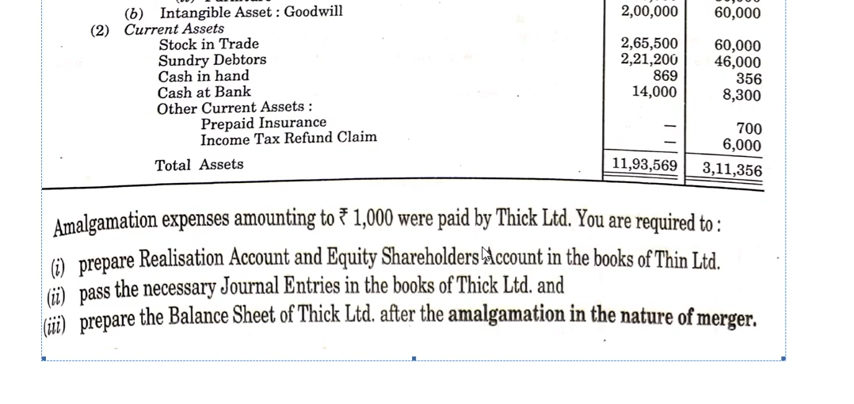 (b) Intangible Asset : Goodwill 2,00,000 60,000
(2) Current Assets
Stock in Trade 2,65,500 60,000
Sundry Debtors 2,21,200 46,000
Cash in hand 869 356
Cash at Bank 14,000 8,300
Other Current Assets :
Prepaid Insurance — 700
Income Tax Refund Claim — 6,000
Total Assets 11,93,569 3,11,356
Amalgamation expenses amounting to ₹ 1,000 were paid by Thick Ltd. You are required to :
(i) prepare Realisation Account and Equity Shareholders Account in the books of Thin Ltd.
(ii) pass the necessary Journal Entries in the books of Thick Ltd. and
(iii) prepare the Balance Sheet of Thick Ltd. after the amalgamation in the nature of merger.